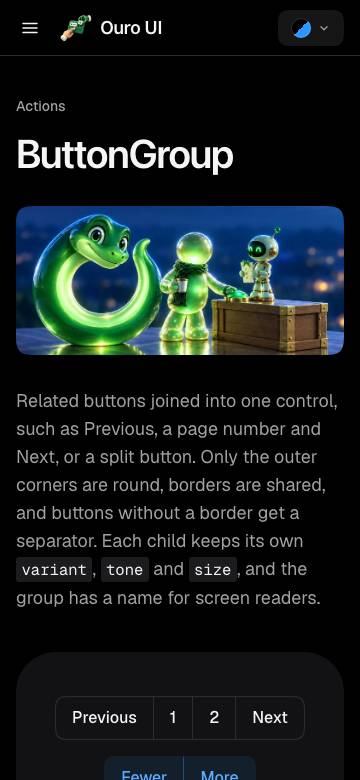 Ouro UI
Actions
ButtonGroup
Related buttons joined into one control,
such as Previous, a page number and
Next, or a split button. Only the outer
corners are round, borders are shared,
and buttons without a border get a
separator. Each child keeps its own
variant, tone and size, and the
group has a name for screen readers.
Previous 1 2 Next
Fewer More